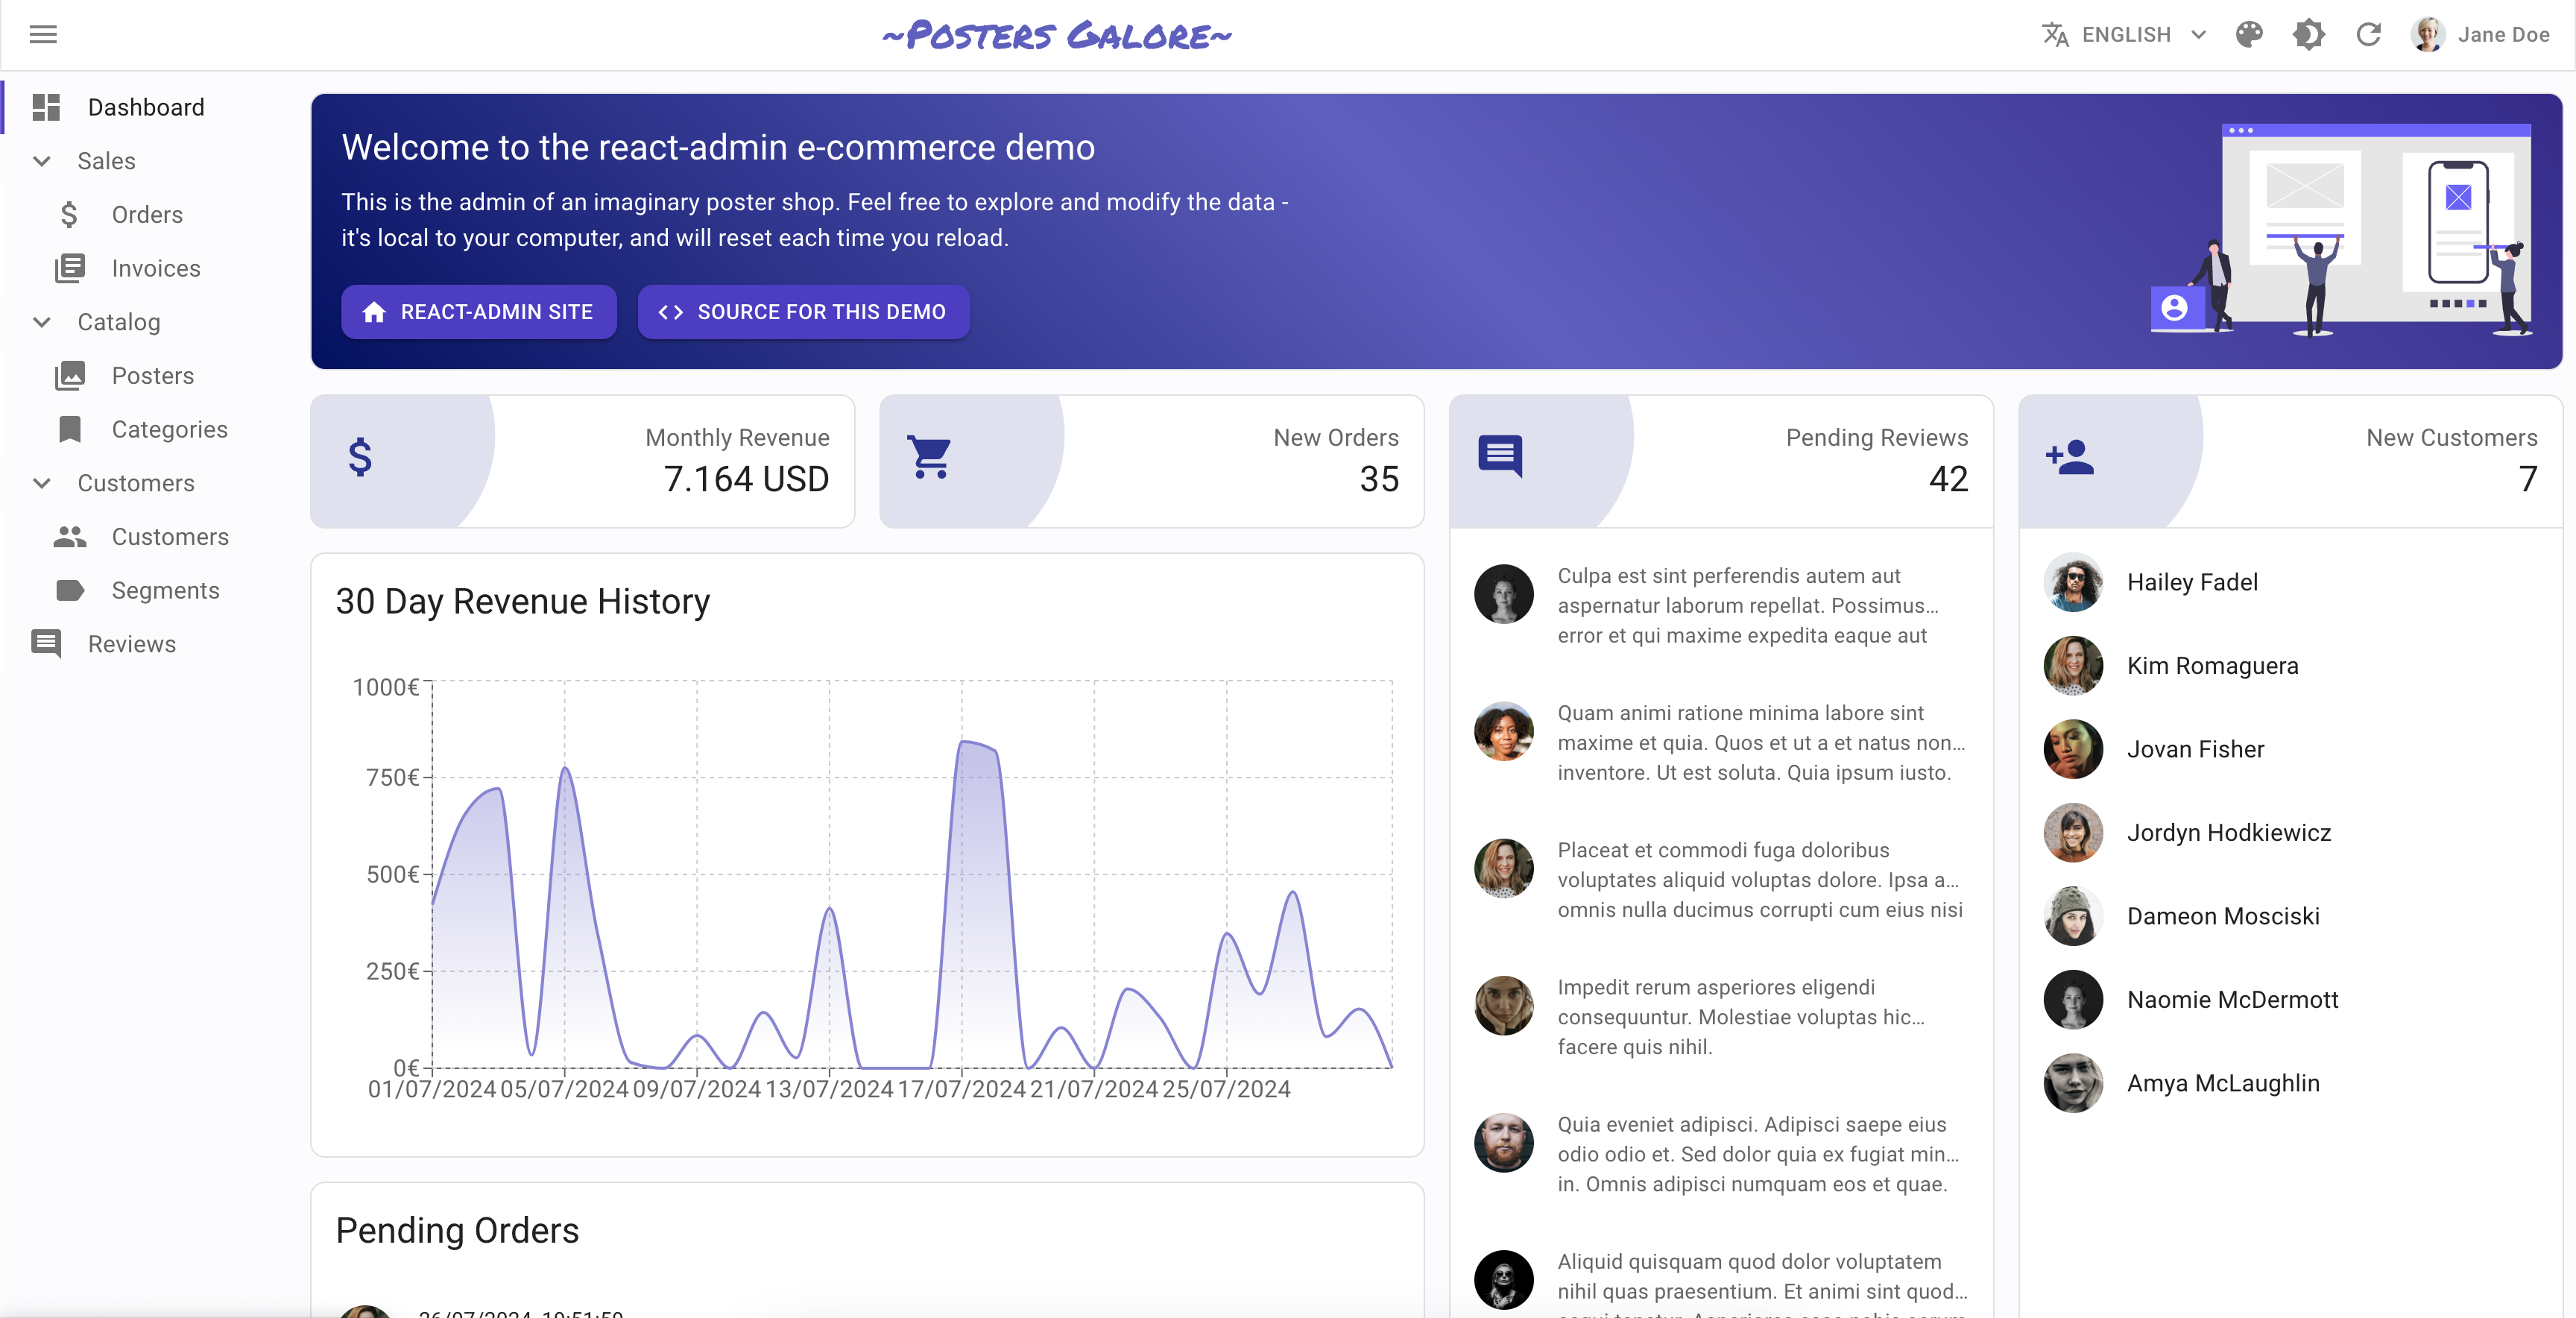 ~Posters Galore~
ENGLISH
Jane Doe
Dashboard
Sales
Orders
Invoices
Catalog
Posters
Categories
Customers
Customers
Segments
Reviews
Welcome to the react-admin e-commerce demo
This is the admin of an imaginary poster shop. Feel free to explore and modify the data -
it's local to your computer, and will reset each time you reload.
REACT-ADMIN SITE
SOURCE FOR THIS DEMO
Monthly Revenue
7.164 USD
New Orders
35
30 Day Revenue History
1000€
750€
500€
250€
0€
01/07/2024 05/07/2024 09/07/2024 13/07/2024 17/07/2024 21/07/2024 25/07/2024
Pending Orders
26/07/2024, 10:51:59
Pending Reviews
42
Culpa est sint perferendis autem aut
aspernatur laborum repellat. Possimus...
error et qui maxime expedita eaque aut
Quam animi ratione minima labore sint
maxime et quia. Quos et ut a et natus non...
inventore. Ut est soluta. Quia ipsum iusto.
Placeat et commodi fuga doloribus
voluptates aliquid voluptas dolore. Ipsa a...
omnis nulla ducimus corrupti cum eius nisi
Impedit rerum asperiores eligendi
consequuntur. Molestiae voluptas hic...
facere quis nihil.
Quia eveniet adipisci. Adipisci saepe eius
odio odio et. Sed dolor quia ex fugiat min...
in. Omnis adipisci numquam eos et quae.
Aliquid quisquam quod dolor voluptatem
nihil quas praesentium. Et animi sint quod...
New Customers
7
Hailey Fadel
Kim Romaguera
Jovan Fisher
Jordyn Hodkiewicz
Dameon Mosciski
Naomie McDermott
Amya McLaughlin